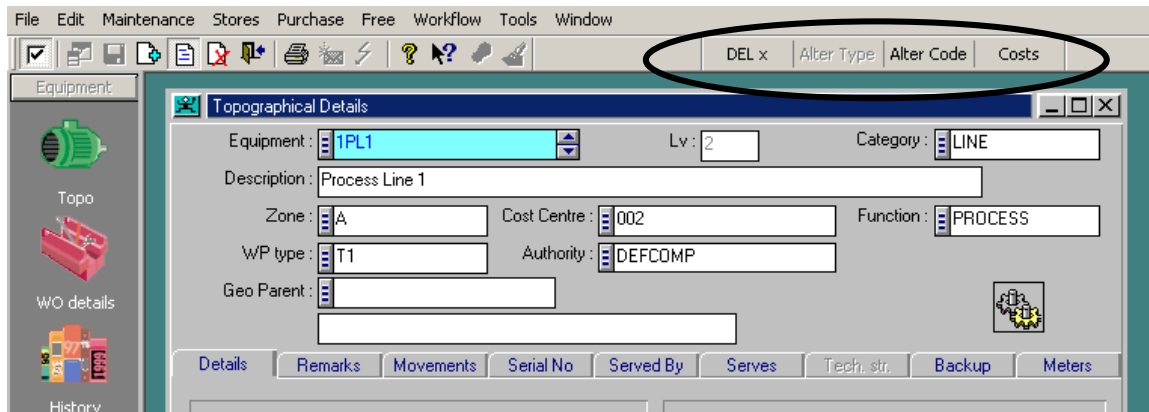 File Edit Maintenance Stores Purchase Free Workflow Tools Window
DEL x Alter Type Alter Code Costs
Equipment
Topographical Details
Equipment : 1PL1 Lv : 2 Category : LINE
Description : Process Line 1
Topo
Zone : A Cost Centre : 002 Function : PROCESS
WP type : T1 Authority : DEFCOMP
Geo Parent :
WO details
Details Remarks Movements Serial No Served By Serves Tech. str. Backup Meters
History